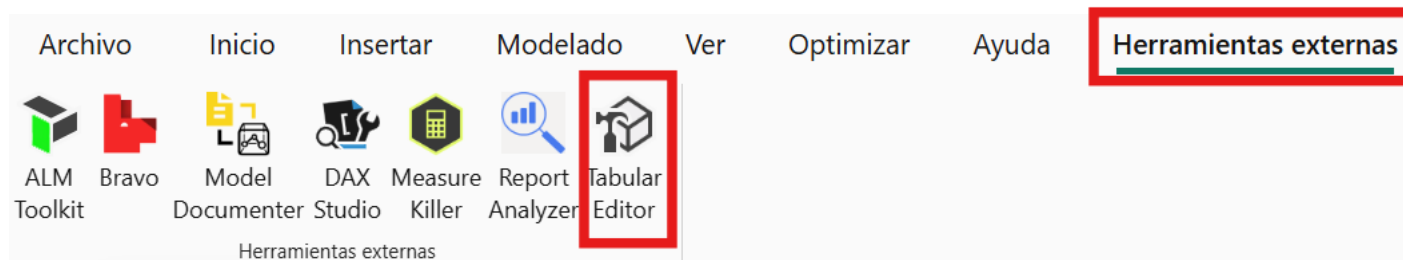 Archivo Inicio Insertar Modelado Ver Optimizar Ayuda Herramientas externas
ALM Toolkit
Bravo
Model Documenter
DAX Studio
Measure Killer
Report Analyzer
Tabular Editor
Herramientas externas